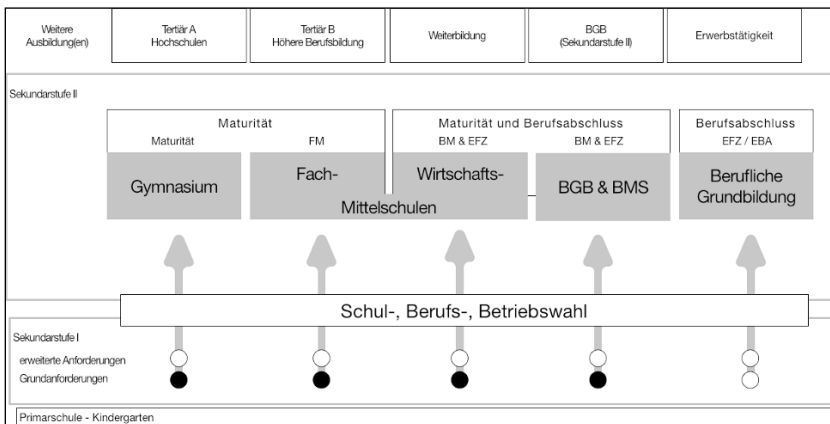 Weitere
Ausbildung(en)
Tertiär A
Hochschulen
Tertiär B
Höhere Berufsbildung
Weiterbildung
BGB
(Sekundarstufe II)
Erwerbstätigkeit
Sekundarstufe II
Maturität
Maturität und Berufsabschluss
Berufsabschluss
Maturität
FM
BM & EFZ
BM & EFZ
EFZ / EBA
Gymnasium
Fach-
Wirtschafts-
Mittelschulen
BGB & BMS
Berufliche
Grundbildung
Schul-, Berufs-, Betriebswahl
Sekundarstufe I
erweiterte Anforderungen
Grundanforderungen
Primarschule - Kindergarten